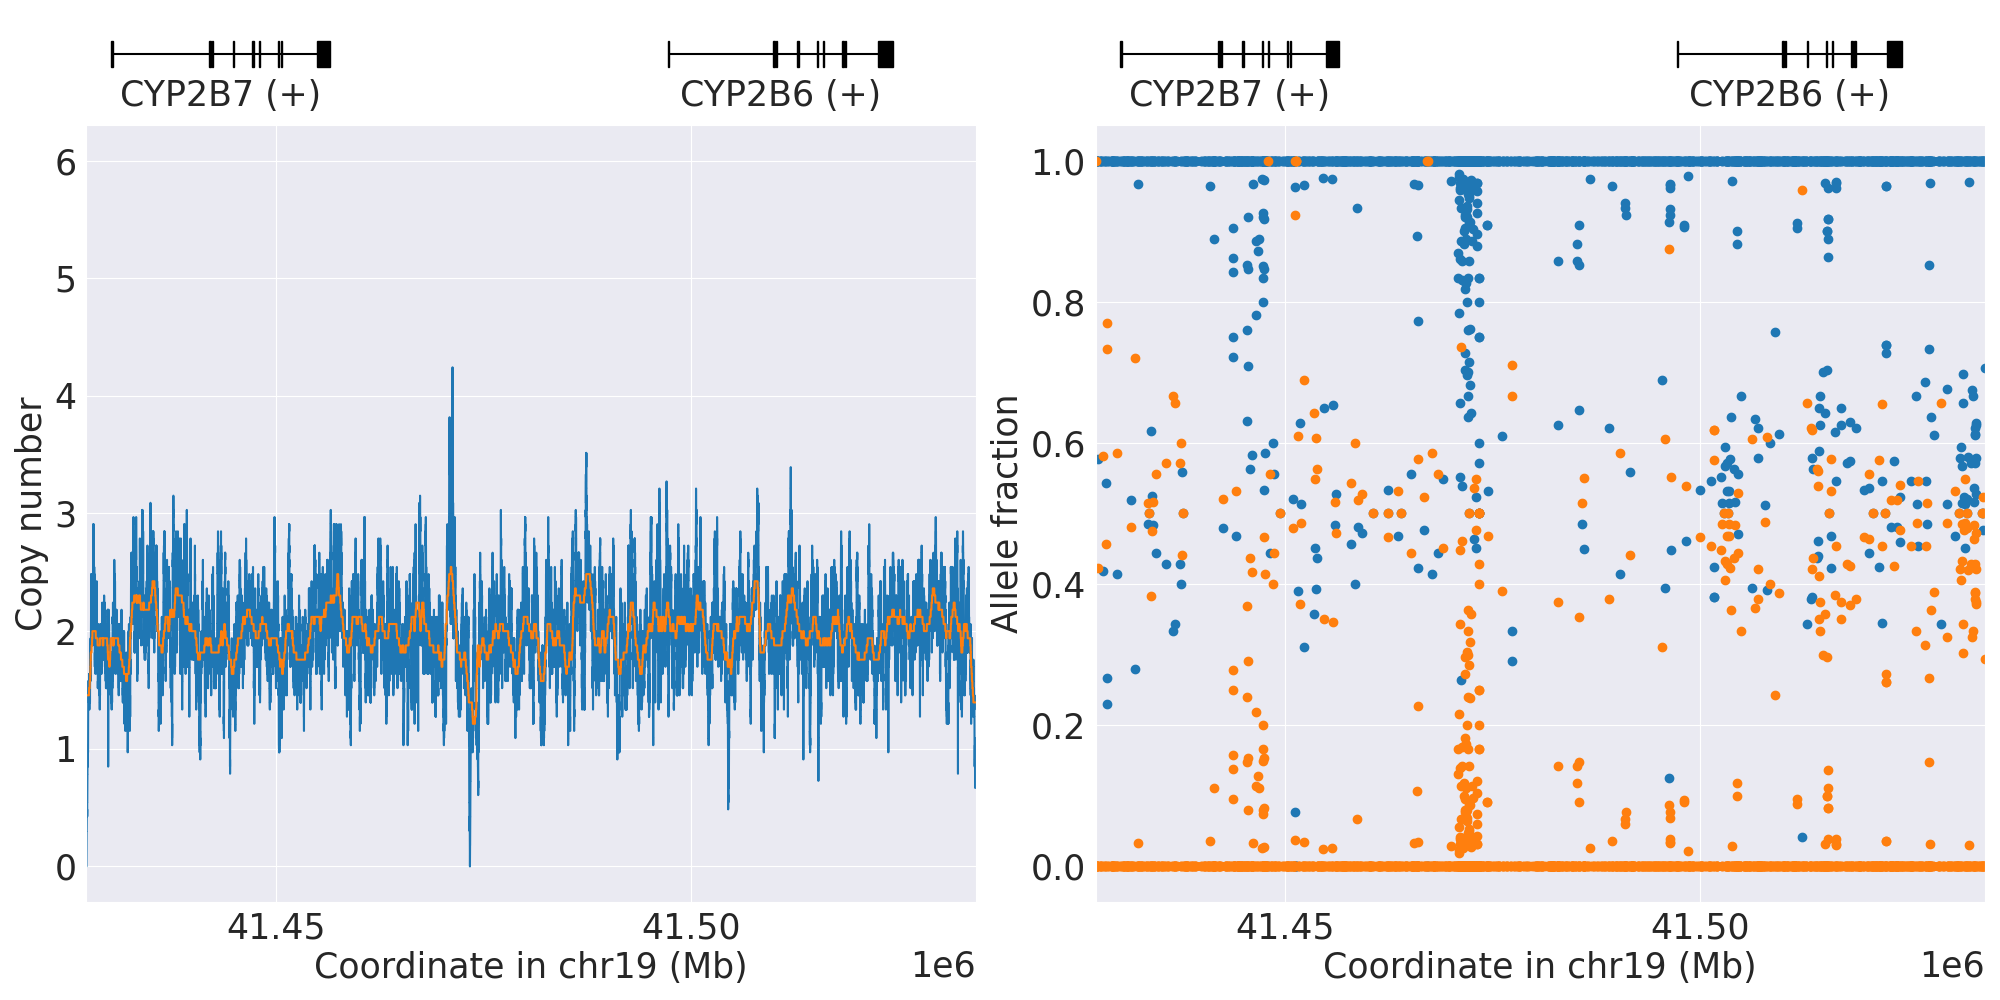 CYP2B7 (+)
CYP2B6 (+)
CYP2B7 (+)
CYP2B6 (+)
6
5
4
3
2
1
0
Copy number
41.45
41.50
Coordinate in chr19 (Mb)
1e6
1.0
0.8
0.6
0.4
0.2
0.0
Allele fraction
41.45
41.50
Coordinate in chr19 (Mb)
1e6